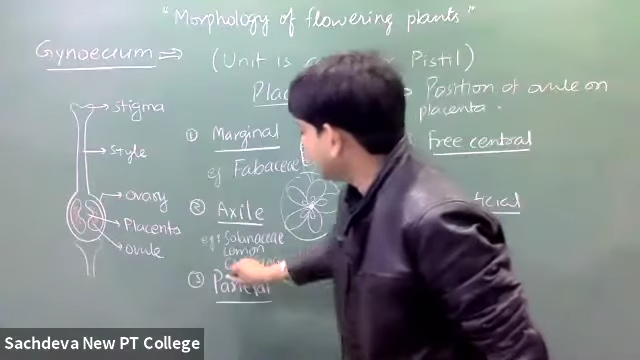 "Morphology of flowering plants"
Gynoecium ⇒
(Unit is Pistil)
Position of ovule on
placenta.
Stigma
Style
Ovary
Placenta
ovule
① Marginal
eg Fabaceae
② Axile
eg: Solanaceae
③ Parietal
free central
Sachdeva New PT College